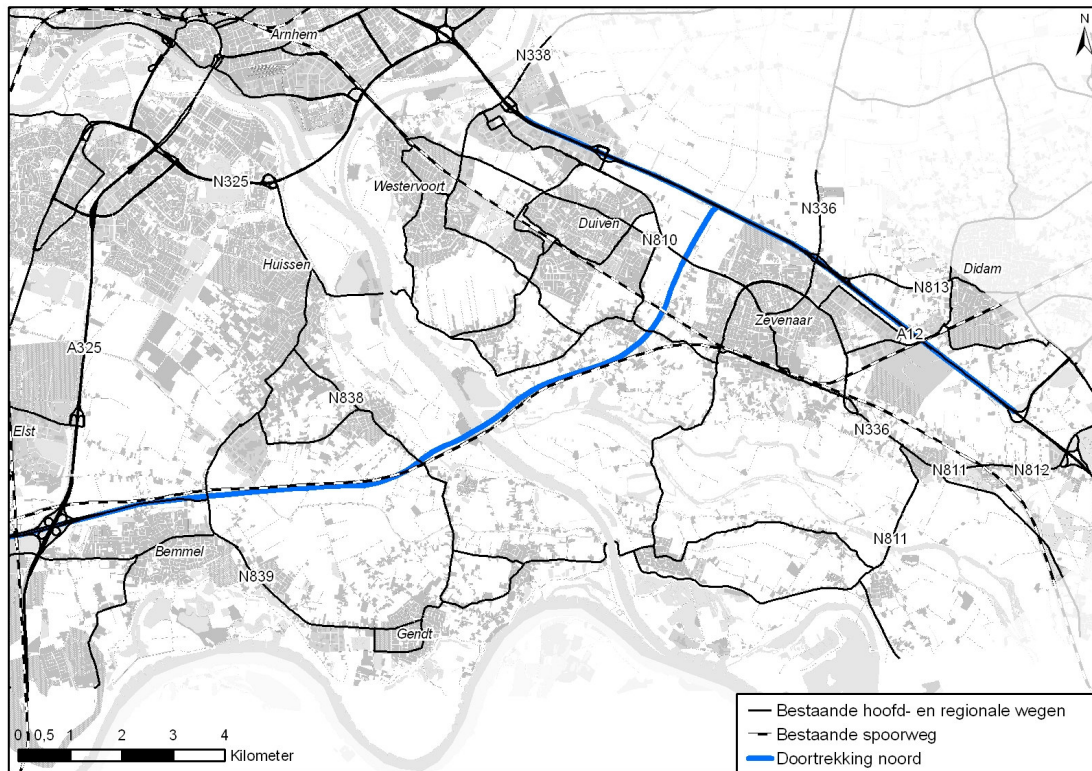 Arnhem
N
N338
Westervoort
N325
N336
Duiven
N810
Huissen
Didam
N813
Zevenaar
A12
A325
N838
Elst
N336
N811
N812
N811
Bemmel
N839
Gendt
Bestaande hoofd- en regionale wegen
Bestaande spoorweg
Doortrekking noord
0 0,5 1 2 3 4
Kilometer